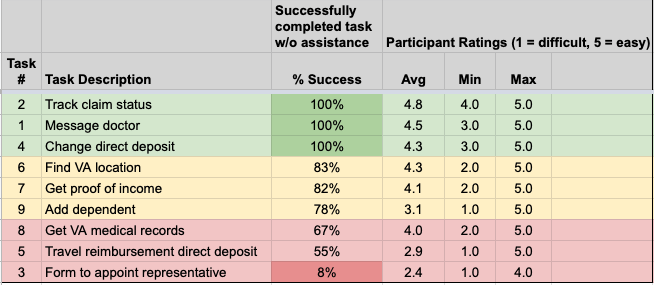 Successfully
completed task
w/o assistance Participant Ratings (1 = difficult, 5 = easy)
Task
# Task Description % Success Avg Min Max
2 Track claim status 100% 4.8 4.0 5.0
1 Message doctor 100% 4.5 3.0 5.0
4 Change direct deposit 100% 4.3 3.0 5.0
6 Find VA location 83% 4.3 2.0 5.0
7 Get proof of income 82% 4.1 2.0 5.0
9 Add dependent 78% 3.1 1.0 5.0
8 Get VA medical records 67% 4.0 2.0 5.0
5 Travel reimbursement direct deposit 55% 2.9 1.0 5.0
3 Form to appoint representative 8% 2.4 1.0 4.0